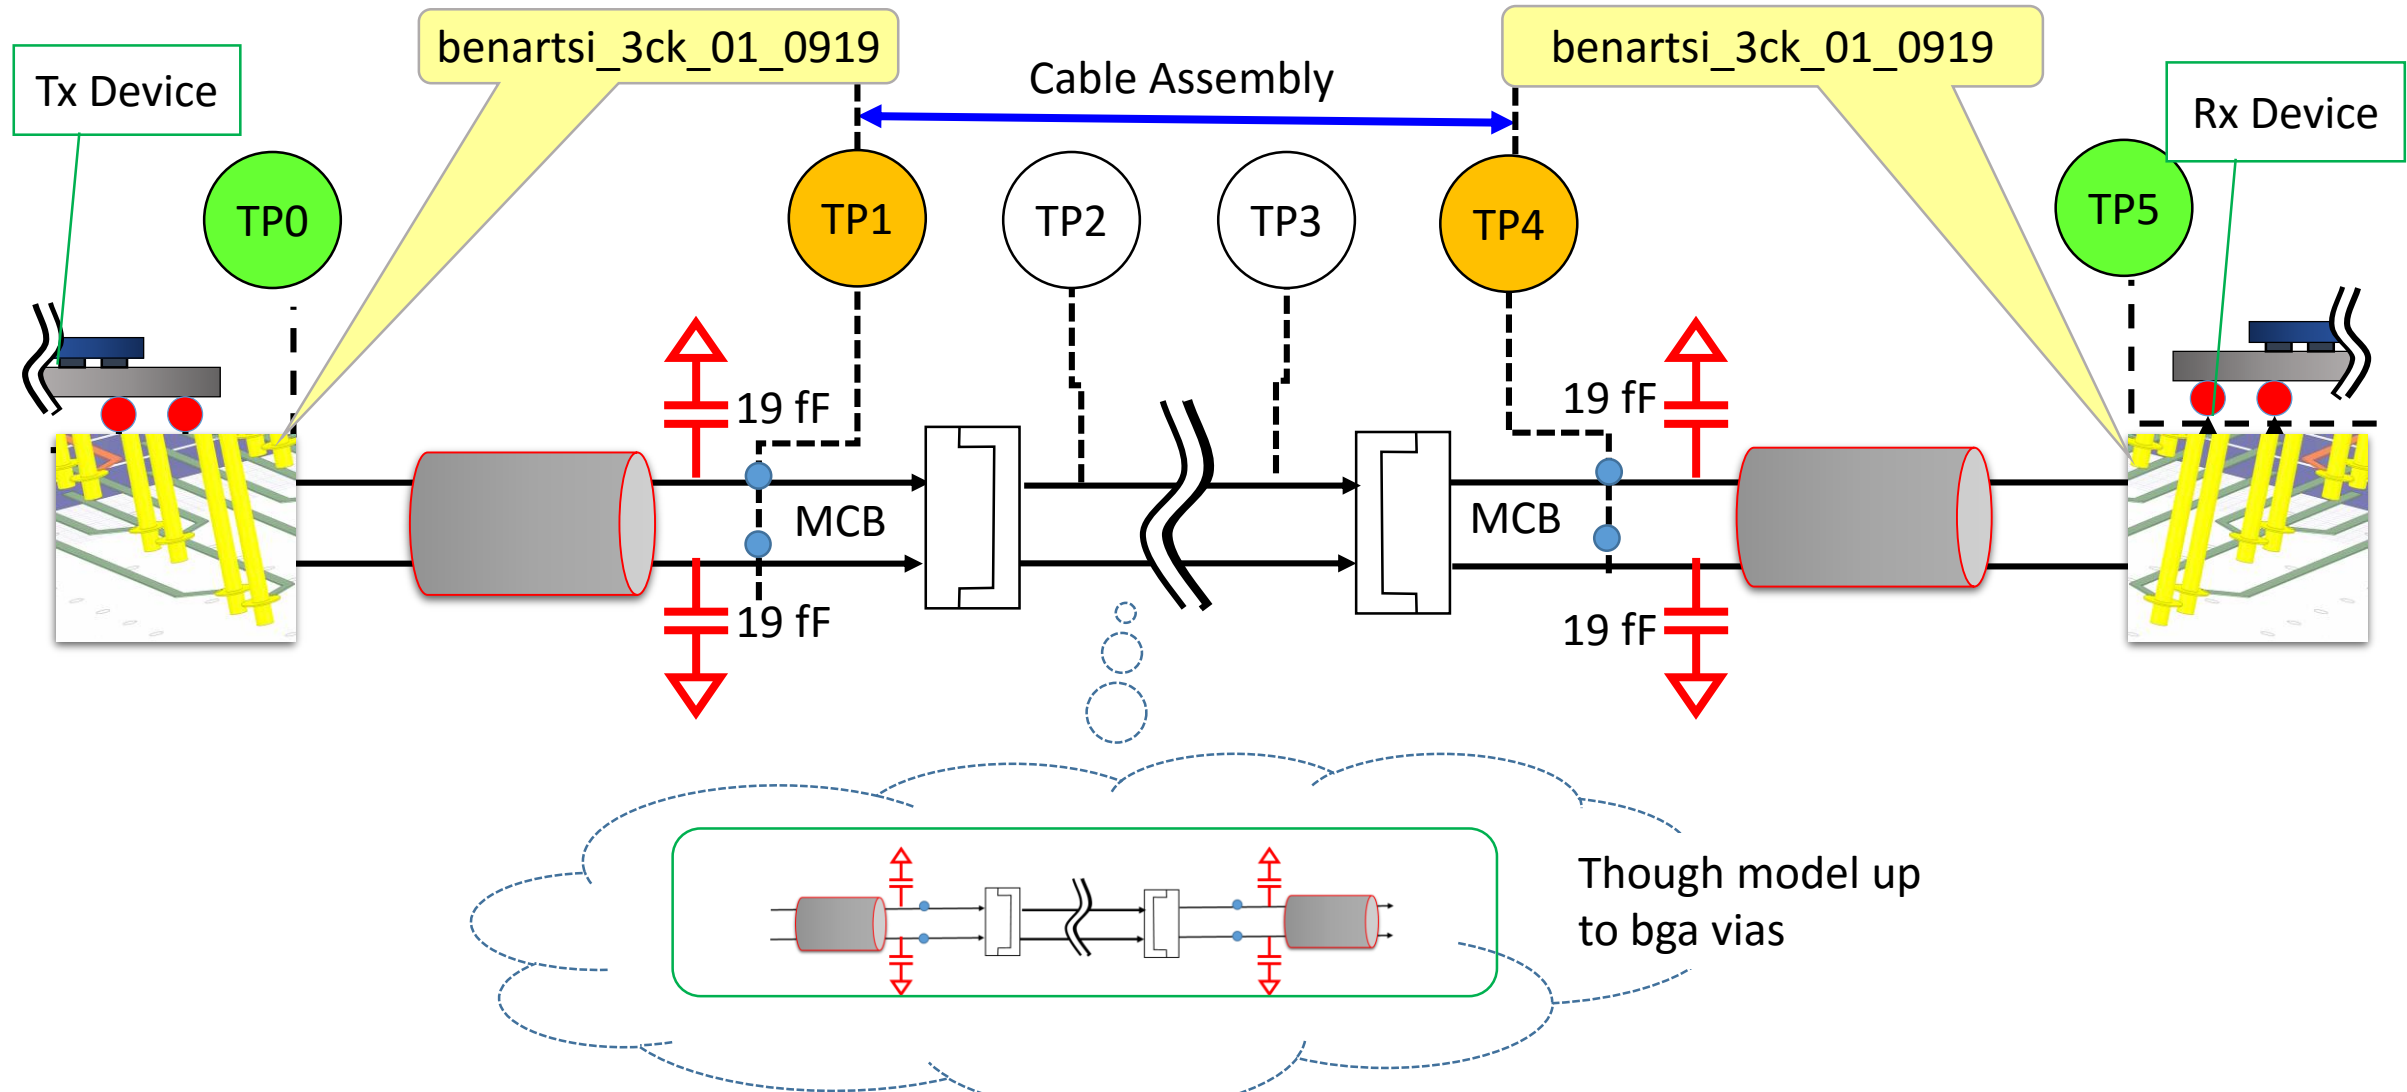 benartsi_3ck_01_0919
benartsi_3ck_01_0919
Tx Device
Cable Assembly
Rx Device
TP0
TP1
TP2
TP3
TP4
TP5
19 fF
19 fF
MCB
MCB
19 fF
19 fF
Though model up
to bga vias